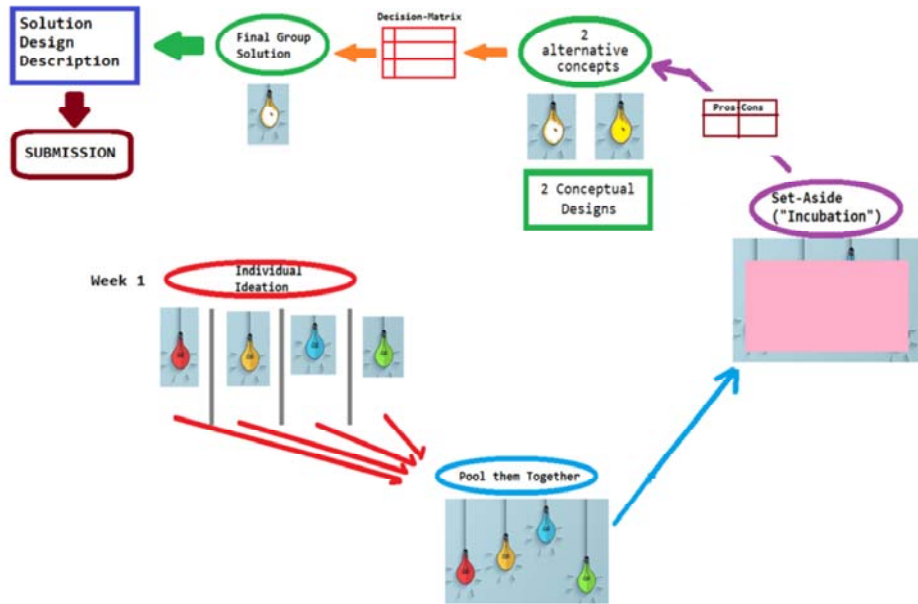 Solution
Design
Description
SUBMISSION
Final Group
Solution
Decision-Matrix
2
alternative
concepts
2 Conceptual
Designs
Pros-Cons
Set-Aside
("Incubation")
Week 1
Individual
Ideation
Pool them Together